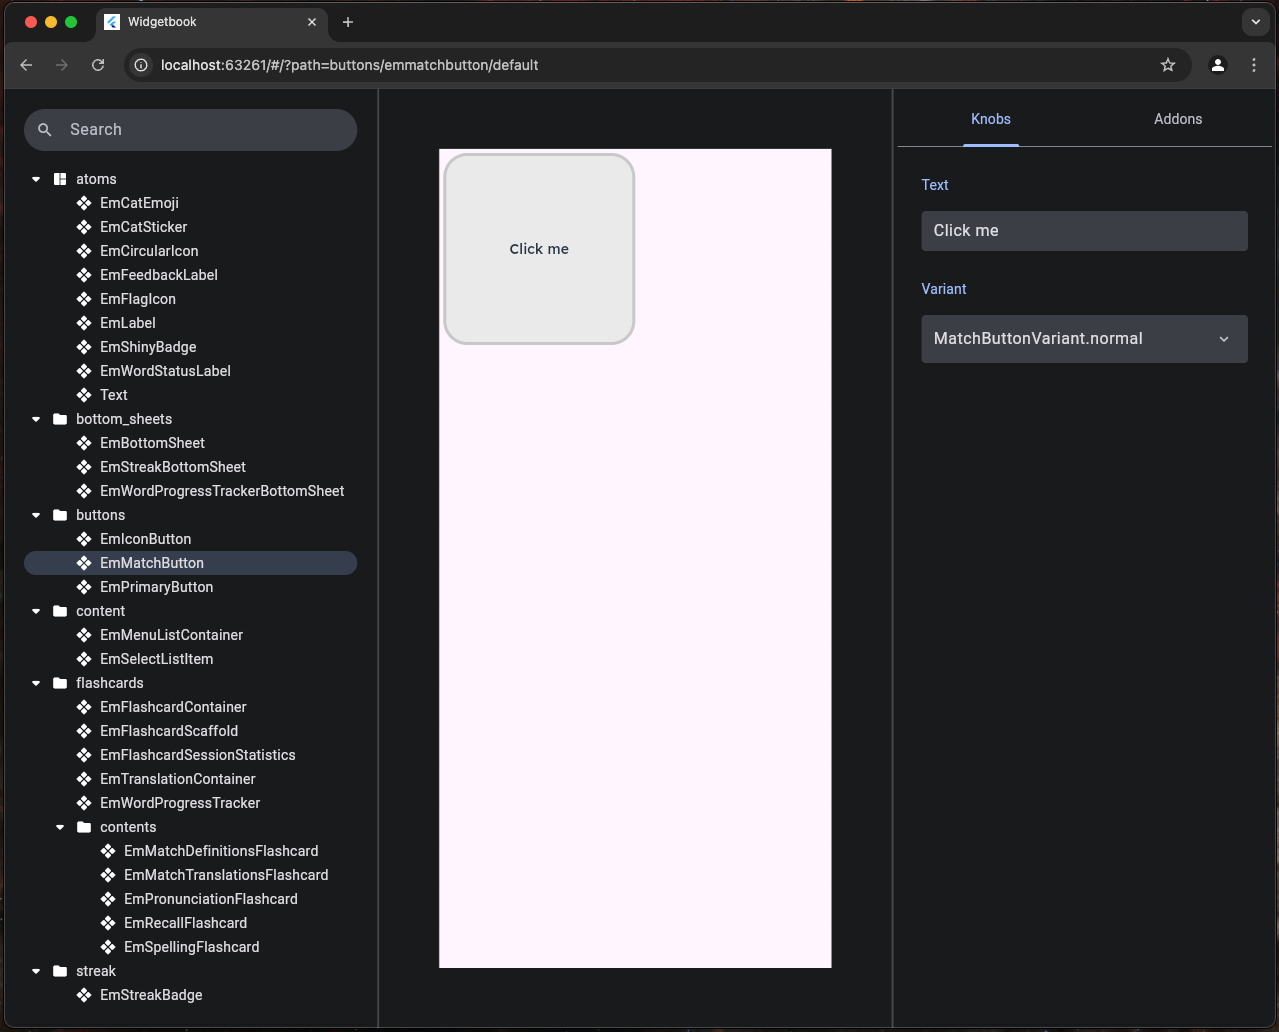 Widgetbook
localhost:63261/#/?path=buttons/emmatchbutton/default
Search
atoms
EmCatEmoji
EmCatSticker
EmCircularIcon
EmFeedbackLabel
EmFlagIcon
EmLabel
EmShinyBadge
EmWordStatusLabel
Text
bottom_sheets
EmBottomSheet
EmStreakBottomSheet
EmWordProgressTrackerBottomSheet
buttons
EmIconButton
EmMatchButton
EmPrimaryButton
content
EmMenuListContainer
EmSelectListItem
flashcards
EmFlashcardContainer
EmFlashcardScaffold
EmFlashcardSessionStatistics
EmTranslationContainer
EmWordProgressTracker
contents
EmMatchDefinitionsFlashcard
EmMatchTranslationsFlashcard
EmPronunciationFlashcard
EmRecallFlashcard
EmSpellingFlashcard
streak
EmStreakBadge
Click me
Knobs Addons
Text
Click me
Variant
MatchButtonVariant.normal